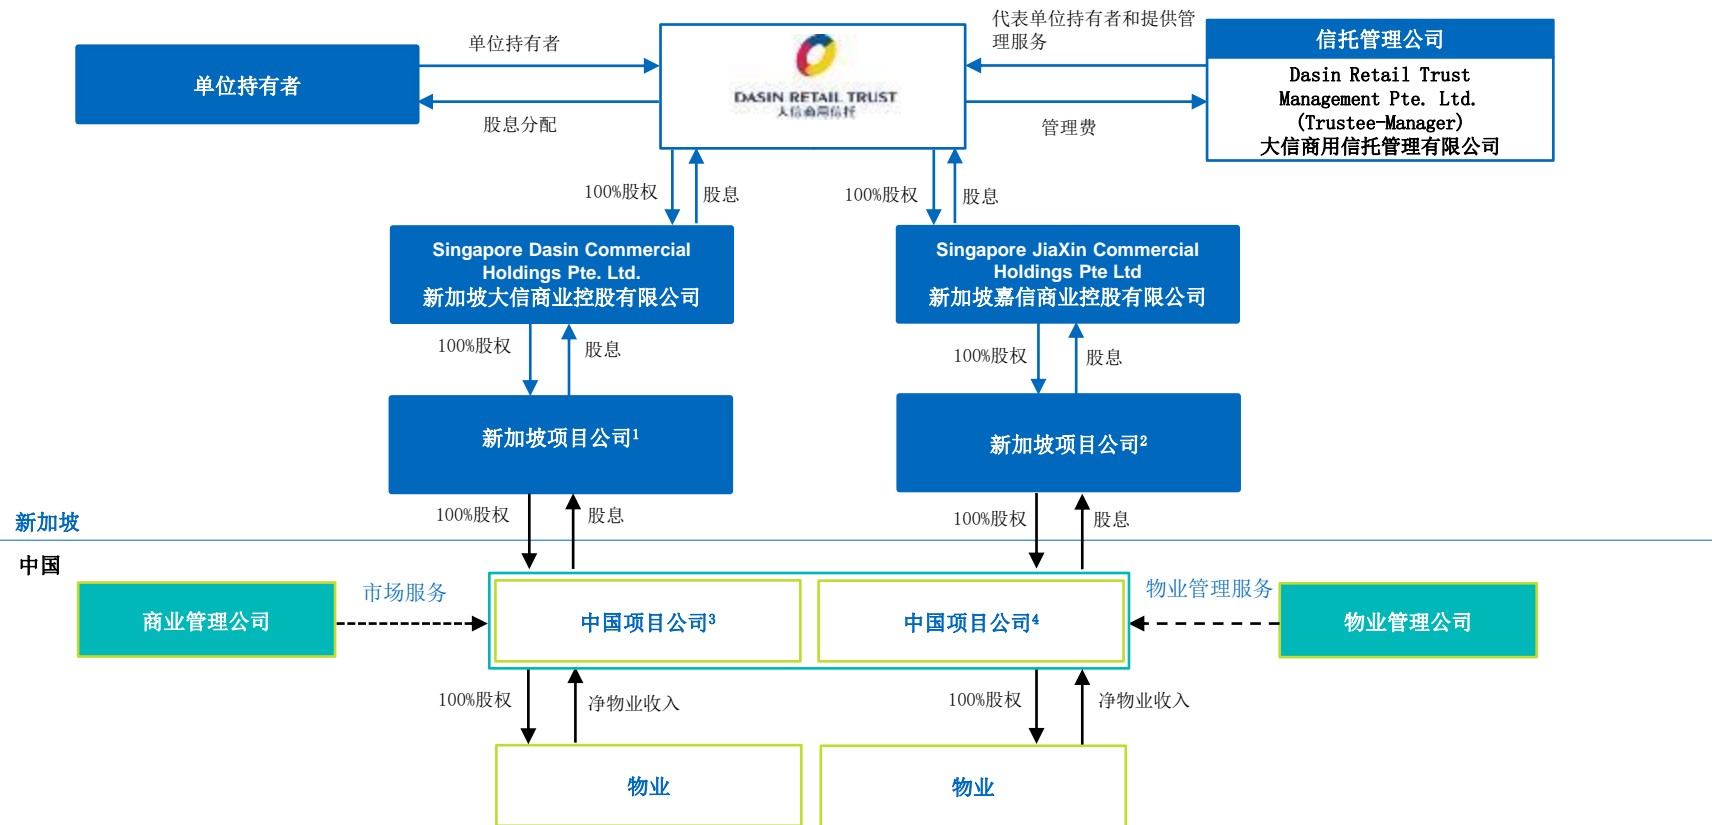 代表单位持有者和提供管
理服务
单位持有者
单位持有者
股息分配
DASIN RETAIL TRUST
大信商用信托
管理费
信托管理公司
Dasin Retail Trust
Management Pte. Ltd.
(Trustee-Manager)
大信商用信托管理有限公司
100%股权
股息
100%股权
股息
Singapore Dasin Commercial
Holdings Pte. Ltd.
新加坡大信商业控股有限公司
Singapore JiaXin Commercial
Holdings Pte Ltd
新加坡嘉信商业控股有限公司
100%股权
股息
100%股权
股息
新加坡项目公司¹
新加坡项目公司²
100%股权
股息
100%股权
股息
新加坡
中国
商业管理公司
市场服务
中国项目公司³
中国项目公司⁴
物业管理服务
物业管理公司
100%股权
净物业收入
100%股权
净物业收入
物业
物业